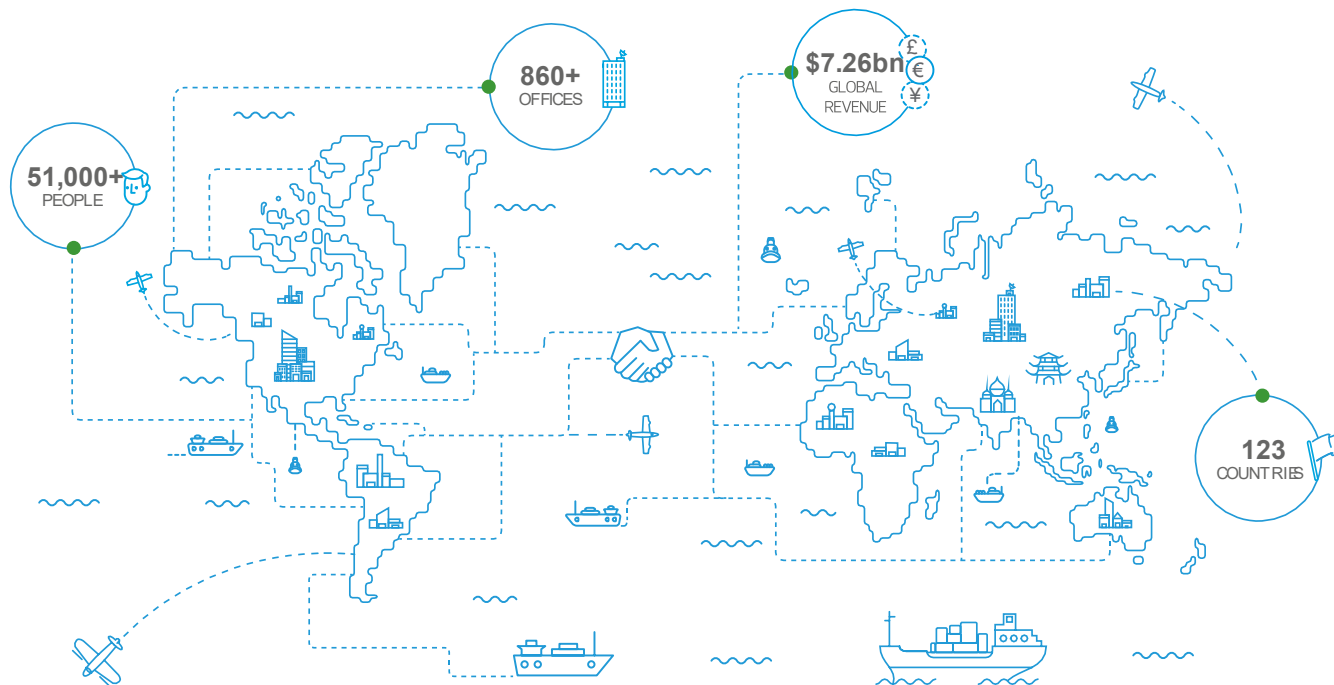 860+
OFFICES
$7.26bn
GLOBAL
REVENUE
£
€
¥
51,000+
PEOPLE
123
COUNTRIES